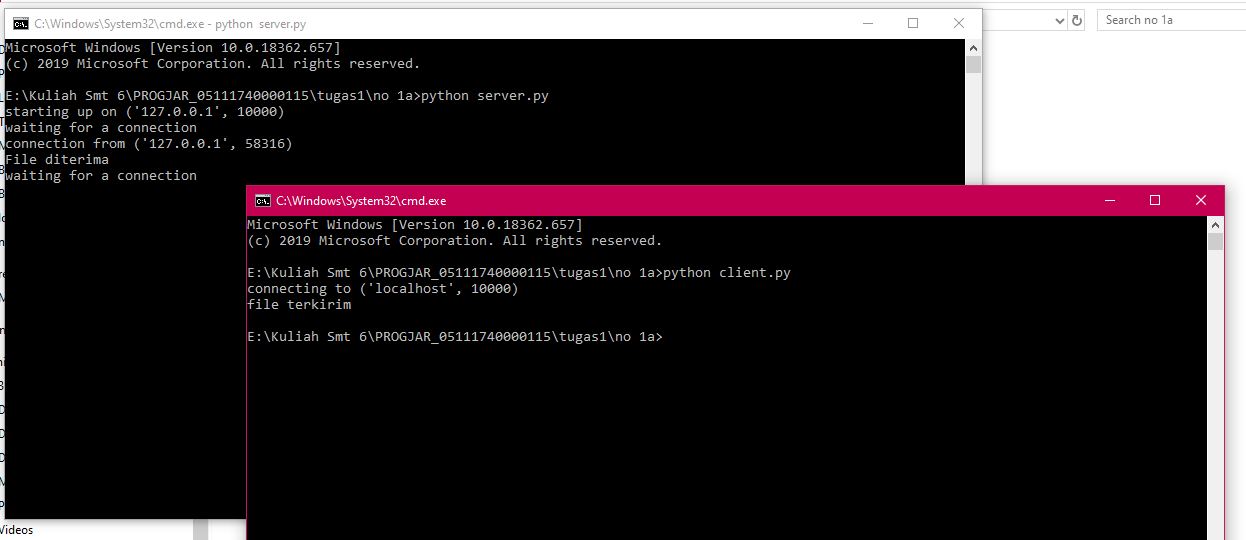 C:\Windows\System32\cmd.exe - python  server.py
Search no 1a
Microsoft Windows [Version 10.0.18362.657]
(c) 2019 Microsoft Corporation. All rights reserved.
E:\Kuliah Smt 6\PROGJAR_05111740000115\tugas1\no 1a>python server.py
starting up on ('127.0.0.1', 10000)
waiting for a connection
connection from ('127.0.0.1', 58316)
File diterima
waiting for a connection
C:\Windows\System32\cmd.exe
Microsoft Windows [Version 10.0.18362.657]
(c) 2019 Microsoft Corporation. All rights reserved.
E:\Kuliah Smt 6\PROGJAR_05111740000115\tugas1\no 1a>python client.py
connecting to ('localhost', 10000)
file terkirim
E:\Kuliah Smt 6\PROGJAR_05111740000115\tugas1\no 1a>
Videos